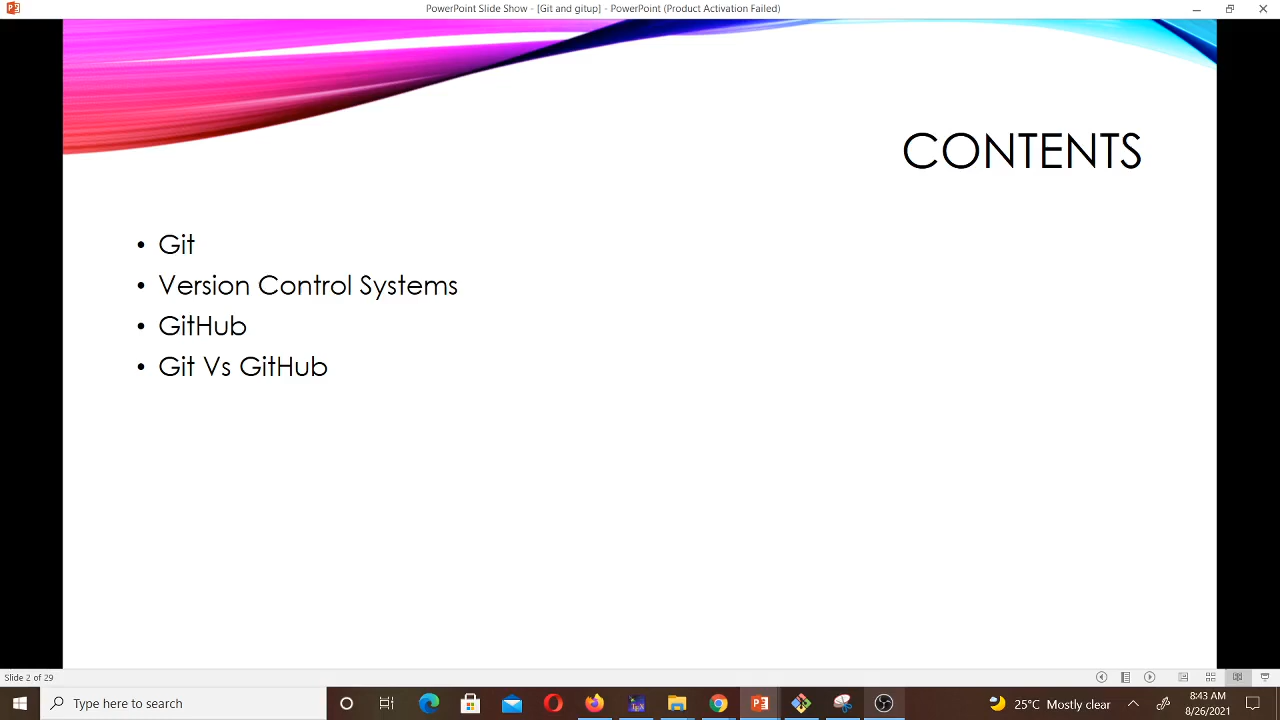 PowerPoint Slide Show - [Git and gitup] - PowerPoint (Product Activation Failed)
CONTENTS
• Git
• Version Control Systems
• GitHub
• Git Vs GitHub
Slide 2 of 29
Type here to search
25°C Mostly clear
8:43 AM
8/26/2021